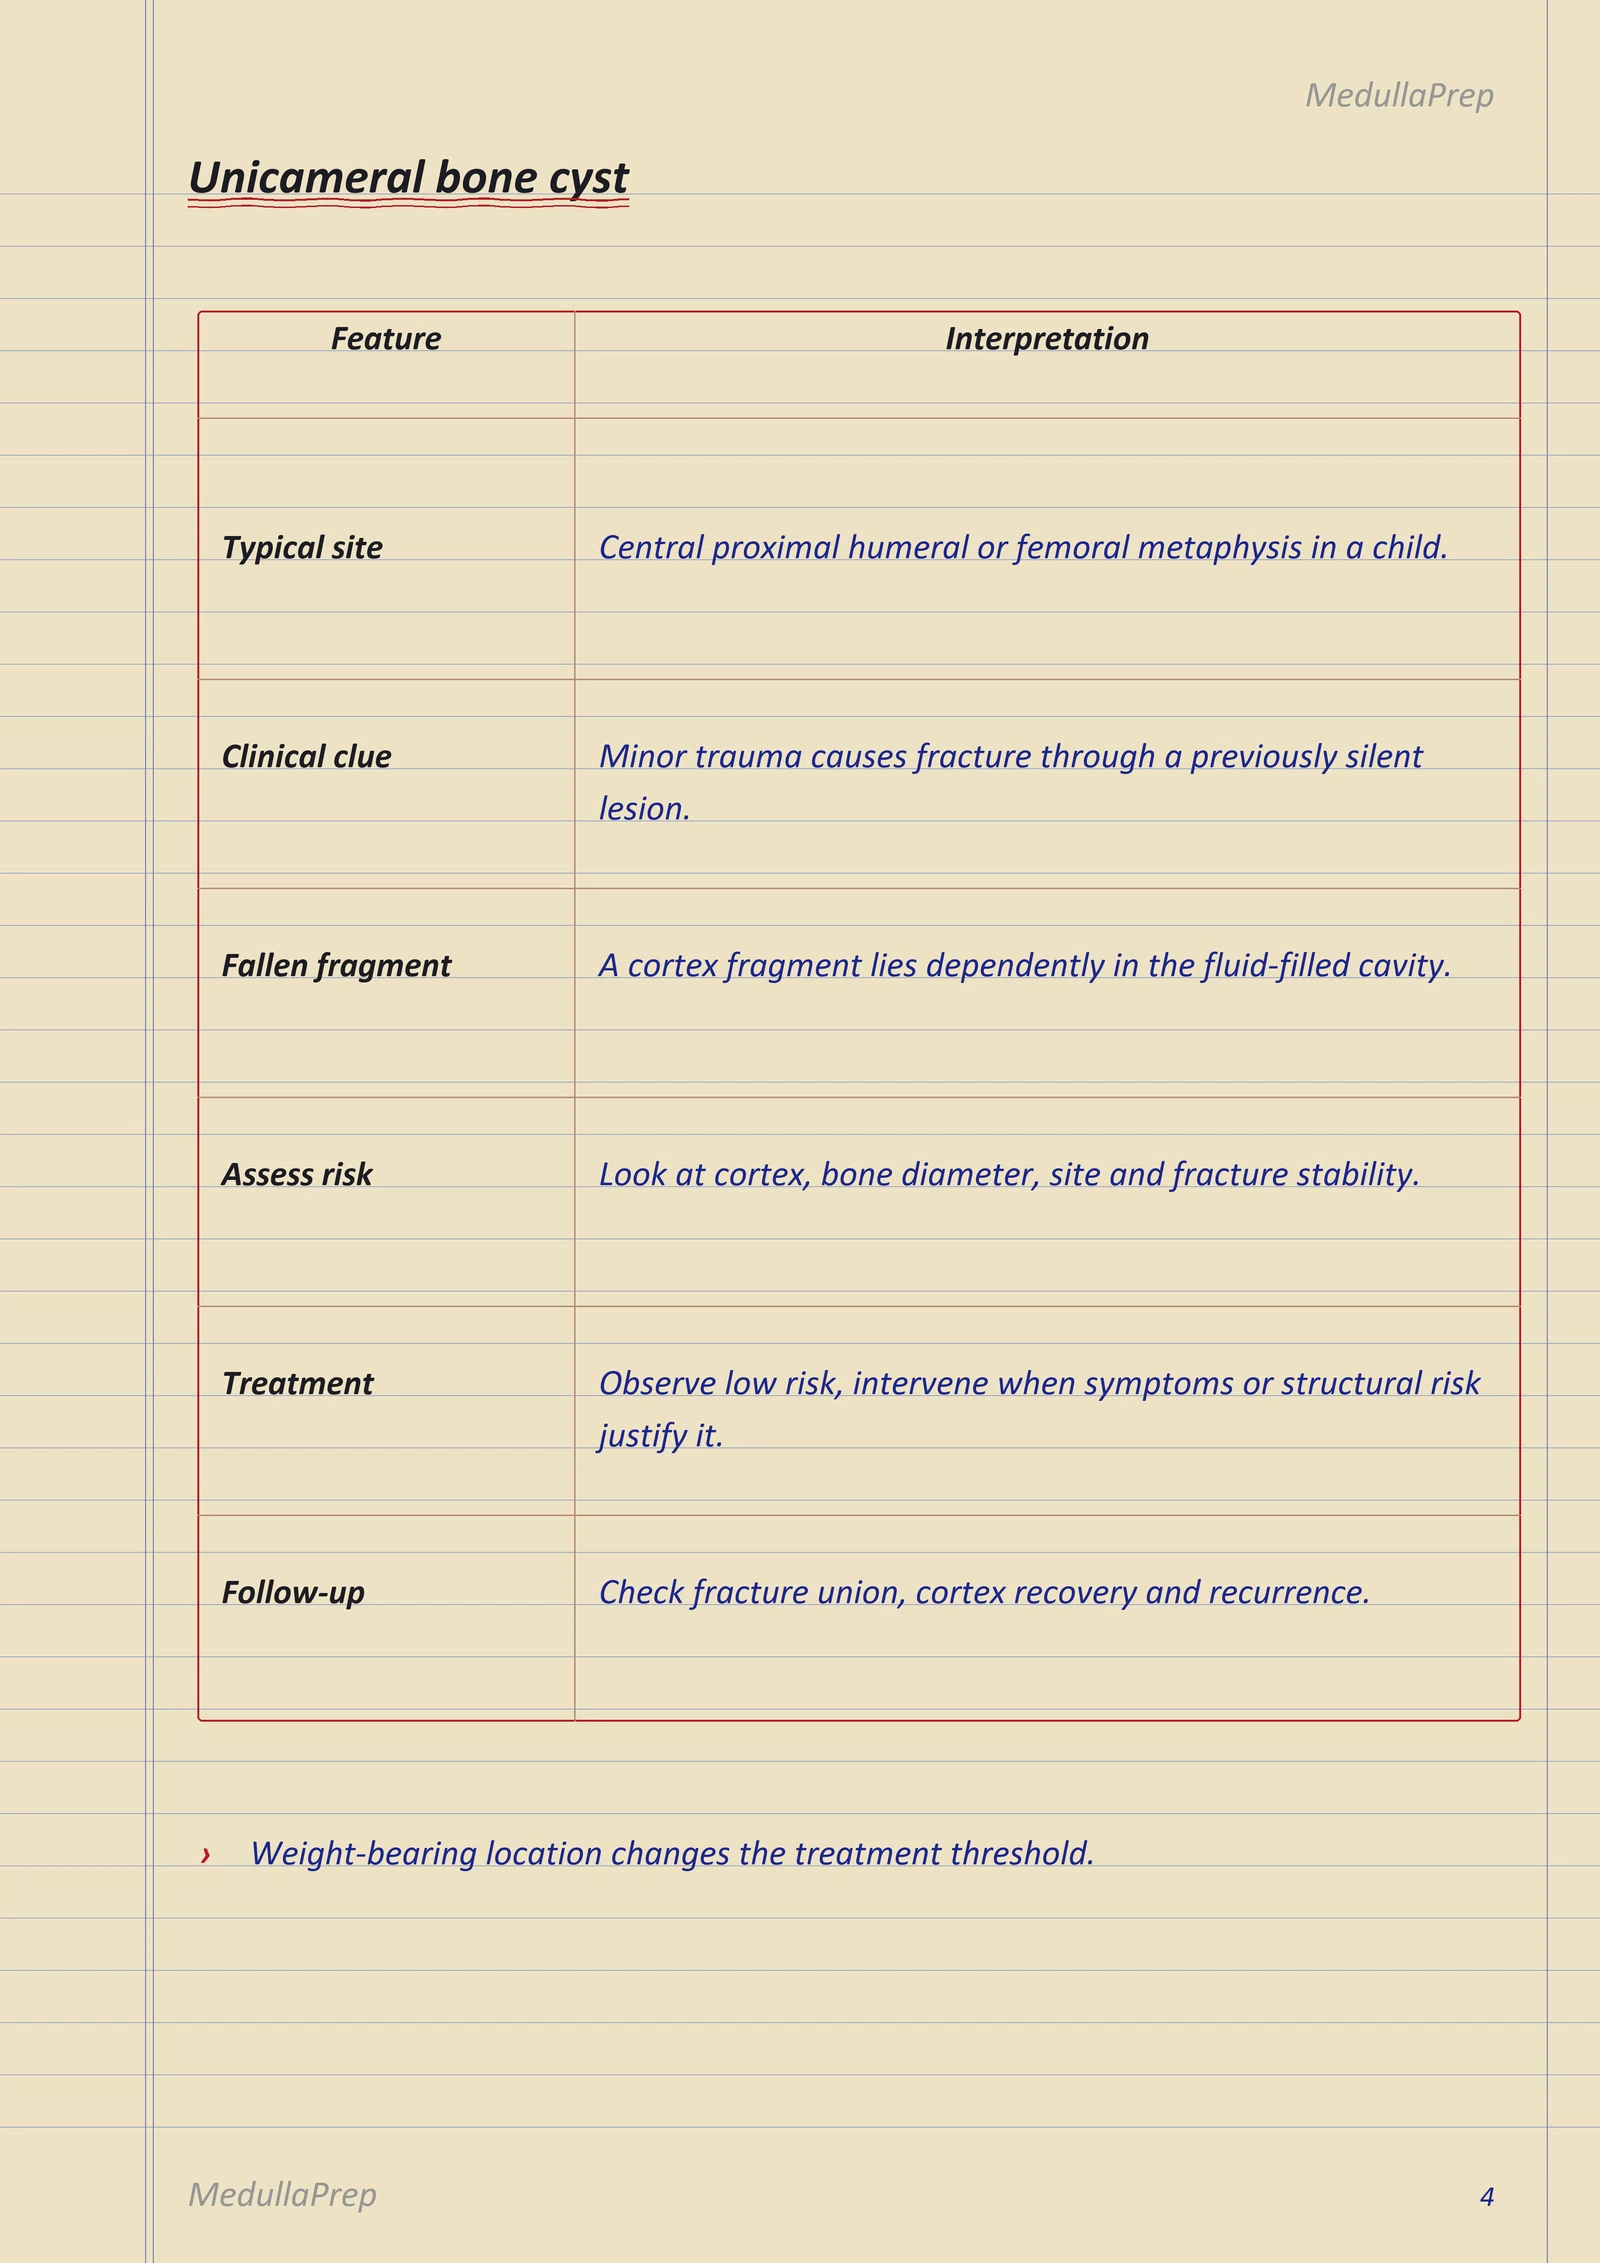 MedullaPrep
Unicameral bone cyst
Feature Interpretation
Typical site Central proximal humeral or femoral metaphysis in a child.
Clinical clue Minor trauma causes fracture through a previously silent
lesion.
Fallen fragment A cortex fragment lies dependently in the fluid-filled cavity.
Assess risk Look at cortex, bone diameter, site and fracture stability.
Treatment Observe low risk, intervene when symptoms or structural risk
justify it.
Follow-up Check fracture union, cortex recovery and recurrence.
› Weight-bearing location changes the treatment threshold.
MedullaPrep 4